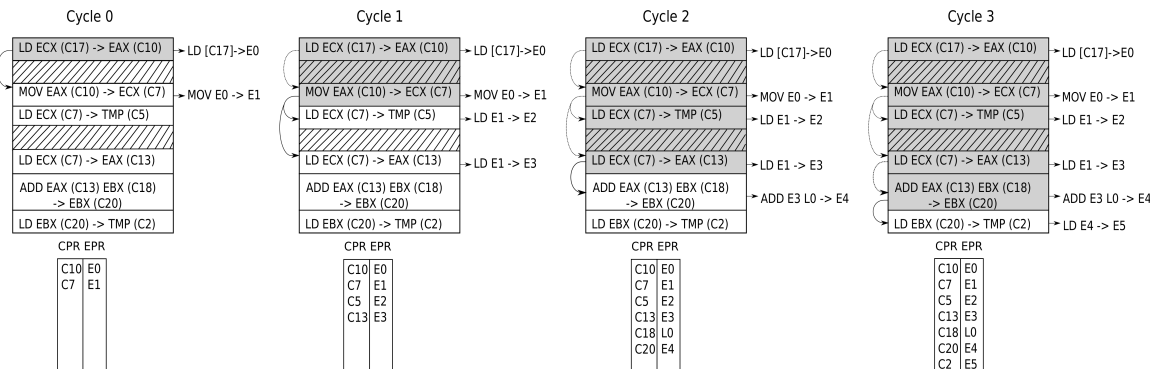 Cycle 0
LD ECX (C17) -> EAX (C10)
LD [C17]->E0
MOV EAX (C10) -> ECX (C7)
MOV E0 -> E1
LD ECX (C7) -> TMP (C5)
LD ECX (C7) -> EAX (C13)
ADD EAX (C13) EBX (C18)
-> EBX (C20)
LD EBX (C20) -> TMP (C2)
CPR EPR
C10 E0
C7 E1
Cycle 1
LD ECX (C17) -> EAX (C10)
LD [C17]->E0
MOV EAX (C10) -> ECX (C7)
MOV E0 -> E1
LD ECX (C7) -> TMP (C5)
LD E1 -> E2
LD ECX (C7) -> EAX (C13)
LD E1 -> E3
ADD EAX (C13) EBX (C18)
-> EBX (C20)
LD EBX (C20) -> TMP (C2)
CPR EPR
C10 E0
C7 E1
C5 E2
C13 E3
Cycle 2
LD ECX (C17) -> EAX (C10)
LD [C17]->E0
MOV EAX (C10) -> ECX (C7)
MOV E0 -> E1
LD ECX (C7) -> TMP (C5)
LD E1 -> E2
LD ECX (C7) -> EAX (C13)
LD E1 -> E3
ADD EAX (C13) EBX (C18)
-> EBX (C20)
ADD E3 L0 -> E4
LD EBX (C20) -> TMP (C2)
CPR EPR
C10 E0
C7 E1
C5 E2
C13 E3
C18 L0
C20 E4
Cycle 3
LD ECX (C17) -> EAX (C10)
LD [C17]->E0
MOV EAX (C10) -> ECX (C7)
MOV E0 -> E1
LD ECX (C7) -> TMP (C5)
LD E1 -> E2
LD ECX (C7) -> EAX (C13)
LD E1 -> E3
ADD EAX (C13) EBX (C18)
-> EBX (C20)
ADD E3 L0 -> E4
LD EBX (C20) -> TMP (C2)
LD E4 -> E5
CPR EPR
C10 E0
C7 E1
C5 E2
C13 E3
C18 L0
C20 E4
C2 E5